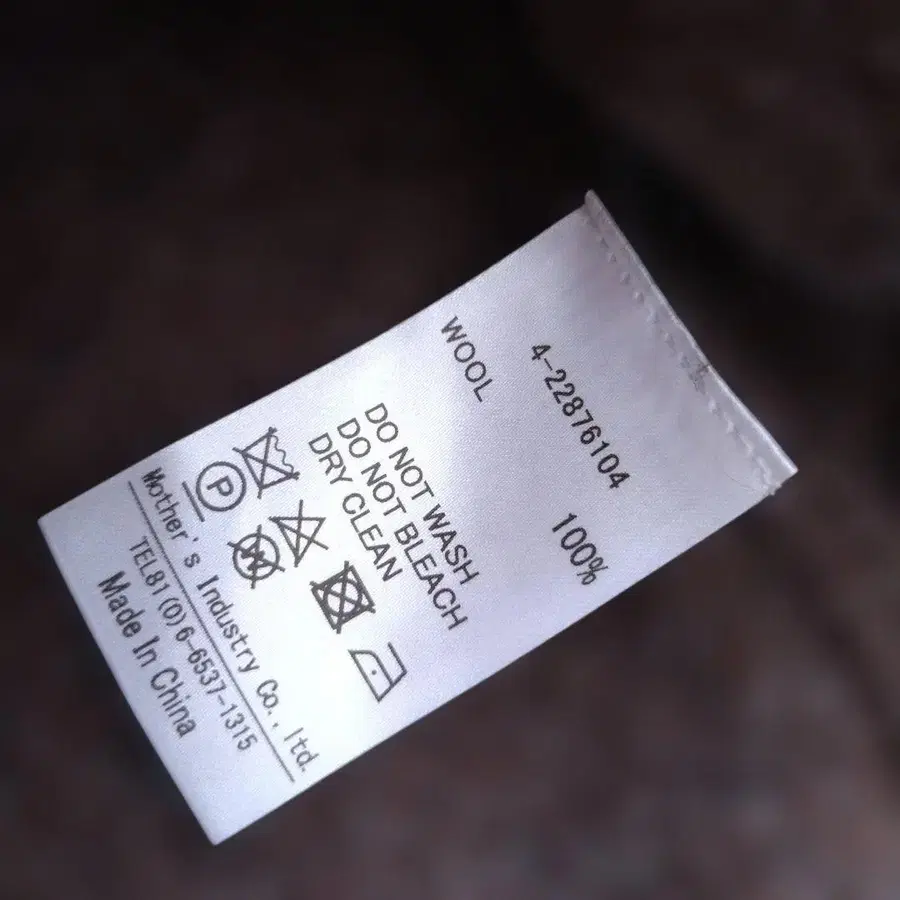 4-22876104
WOOL 100%
DO NOT WASH
DO NOT BLEACH
DRY CLEAN
P
W
Mother's Industry Co., ltd.
TEL81(0)6-6537-1315
Made In China